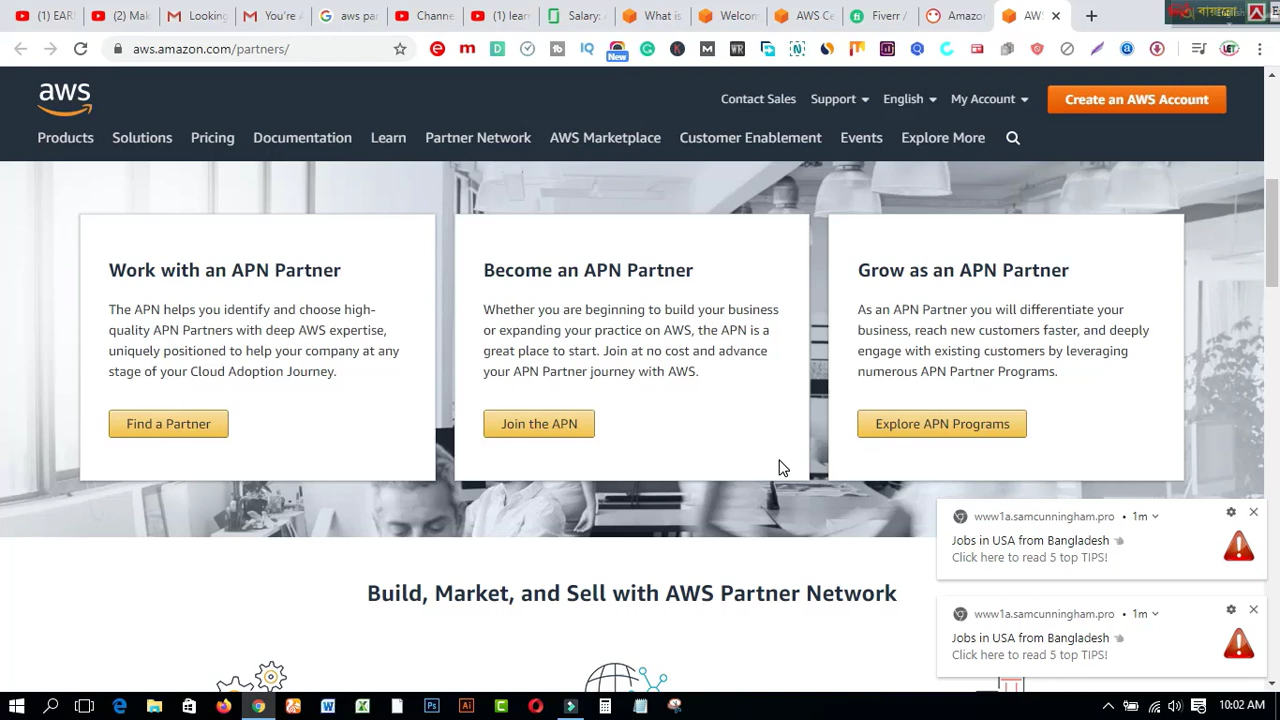 (1) EARI
(2) Mak
Looking
You're A
aws par
Channe
(1) Tech
Salary:
What is
Welcom
AWS Ce
Fiverr /
Amazo
AWS
aws.amazon.com/partners/
New
aws
Contact Sales Support English My Account Create an AWS Account
Products Solutions Pricing Documentation Learn Partner Network AWS Marketplace Customer Enablement Events Explore More
Work with an APN Partner
The APN helps you identify and choose high-
quality APN Partners with deep AWS expertise,
uniquely positioned to help your company at any
stage of your Cloud Adoption Journey.
Find a Partner
Become an APN Partner
Whether you are beginning to build your business
or expanding your practice on AWS, the APN is a
great place to start. Join at no cost and advance
your APN Partner journey with AWS.
Join the APN
Grow as an APN Partner
As an APN Partner you will differentiate your
business, reach new customers faster, and deeply
engage with existing customers by leveraging
numerous APN Partner Programs.
Explore APN Programs
Build, Market, and Sell with AWS Partner Network
www1a.samcunningham.pro • 1m
Jobs in USA from Bangladesh
Click here to read 5 top TIPS!
www1a.samcunningham.pro • 1m
Jobs in USA from Bangladesh
Click here to read 5 top TIPS!
10:02 AM